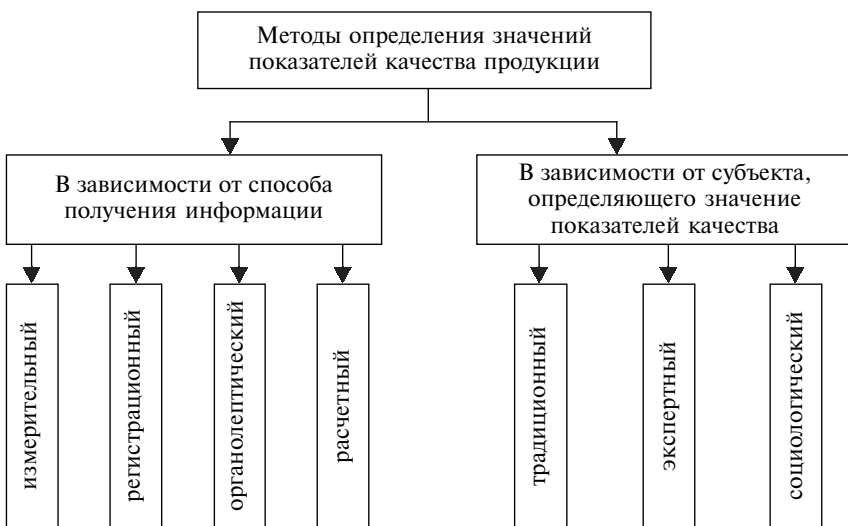 Методы определения значений
показателей качества продукции
В зависимости от способа
получения информации
В зависимости от субъекта,
определяющего значение
показателей качества
измерительный
регистрационный
органолептический
расчетный
традиционный
экспертный
социологический